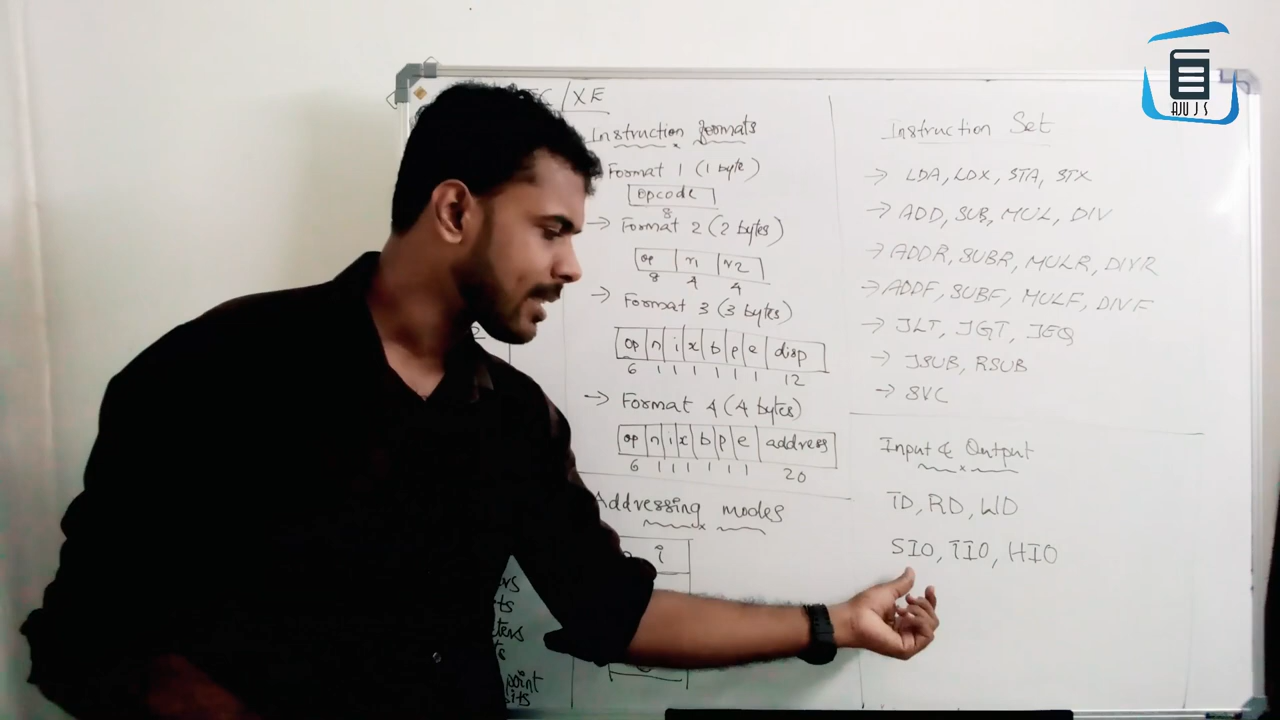 /XE
Instruction formats
Format 1 (1 byte)
opcode
8
→ Format 2 (2 bytes)
op r1 r2
8 4 4
→ Format 3 (3 bytes)
op n i x b p e disp
6 1 1 1 1 1 1 12
→ Format 4 (4 bytes)
op n i x b p e address
6 1 1 1 1 1 1 20
Addressing modes
i
point
Instruction Set
→ LDA, LDX, STA, STX
→ ADD, SUB, MUL, DIV
→ ADDR, SUBR, MULR, DIVR
→ ADDF, SUBF, MULF, DIVF
→ JLT, JGT, JEQ
→ JSUB, RSUB
→ SVC
Input & Output
TD, RD, WD
SIO, TIO, HIO
AJU J S